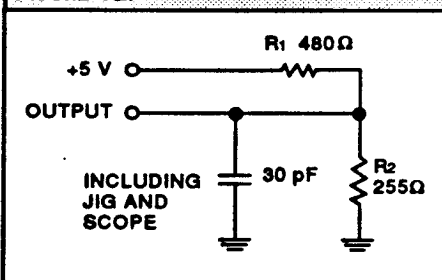 R1 480Ω
+5 V
OUTPUT
30 pF
R2
255Ω
INCLUDING
JIG AND
SCOPE